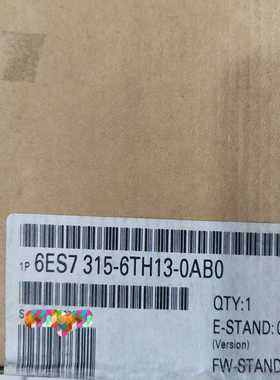 1P 6ES7 315-6TH13-0AB0
S
QTY:1
E-STAND:
(Version)
FW-STAND